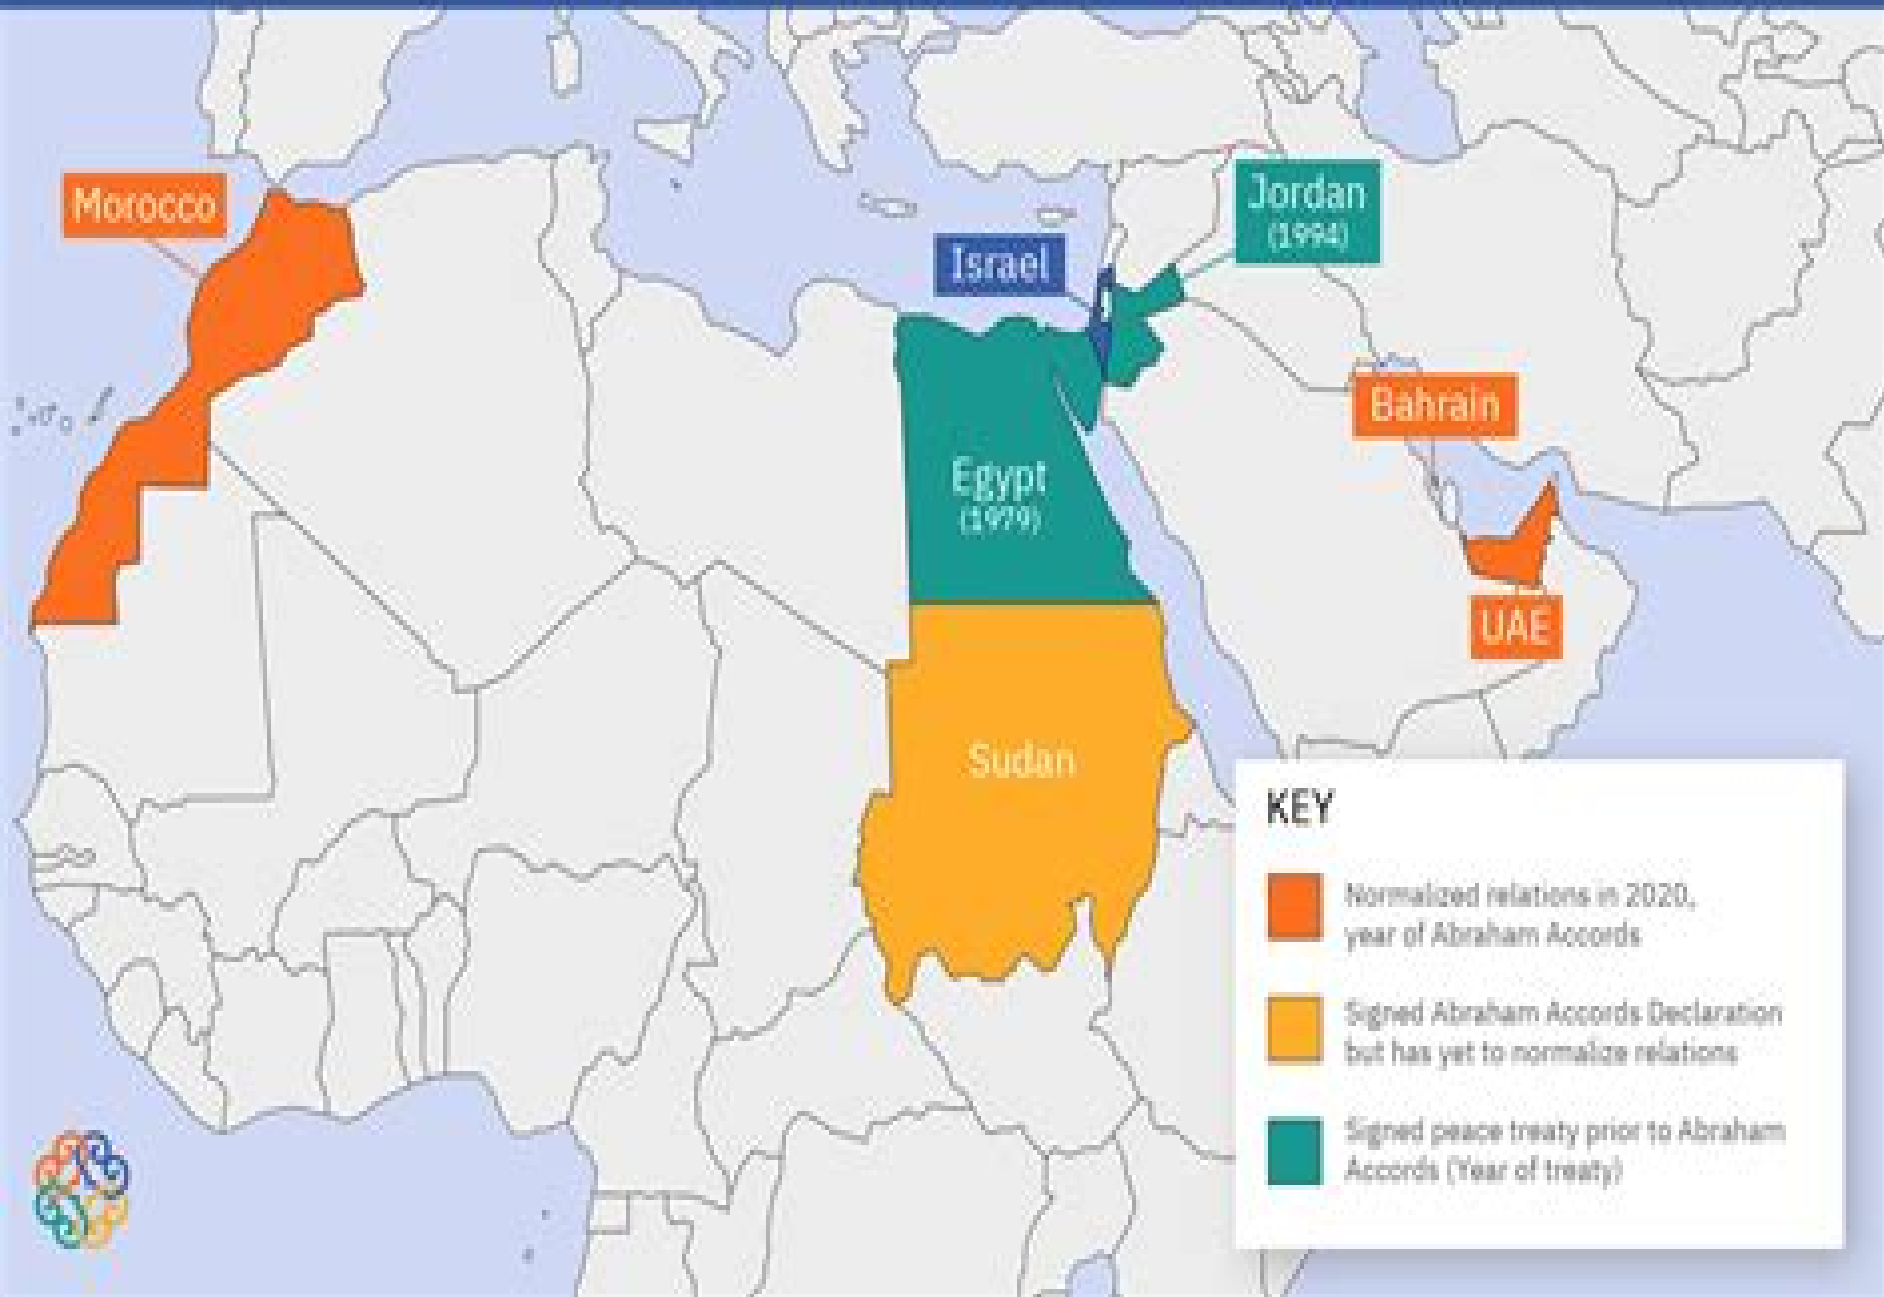 Morocco
Jordan
(1994)
Israel
Bahrain
Egypt
(1979)
UAE
Sudan
KEY
Normalized relations in 2020,
year of Abraham Accords
Signed Abraham Accords Declaration
but has yet to normalize relations
Signed peace treaty prior to Abraham
Accords (Year of treaty)